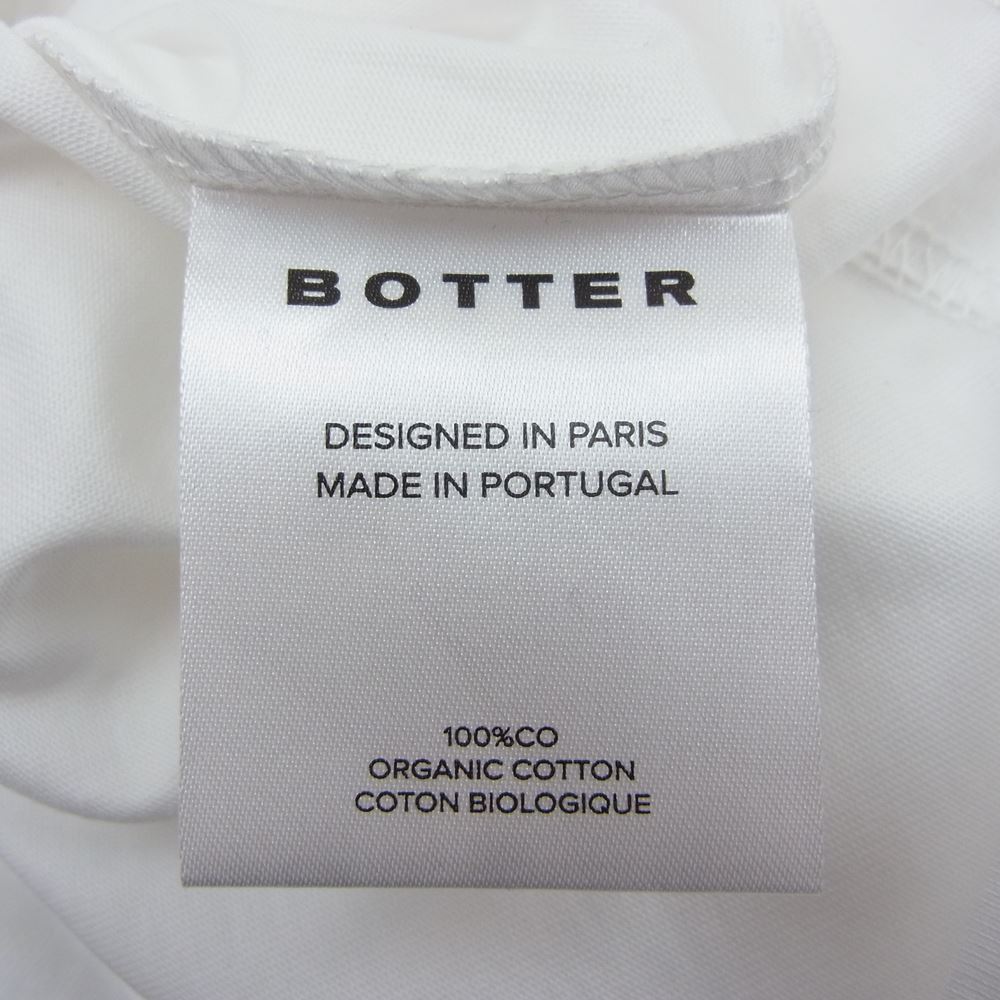 BOTTER
DESIGNED IN PARIS
MADE IN PORTUGAL
100%CO
ORGANIC COTTON
COTON BIOLOGIQUE